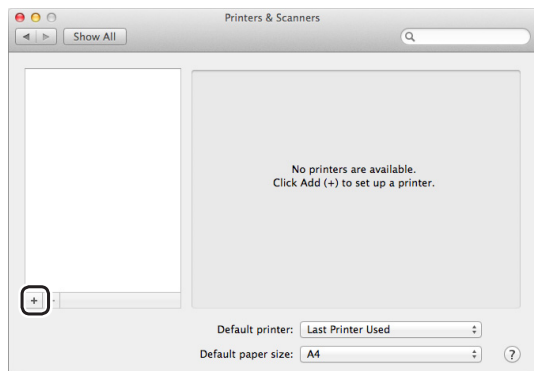 Printers & Scanners
Show All
No printers are available.
Click Add (+) to set up a printer.
+ -
Default printer: Last Printer Used
Default paper size: A4 ?